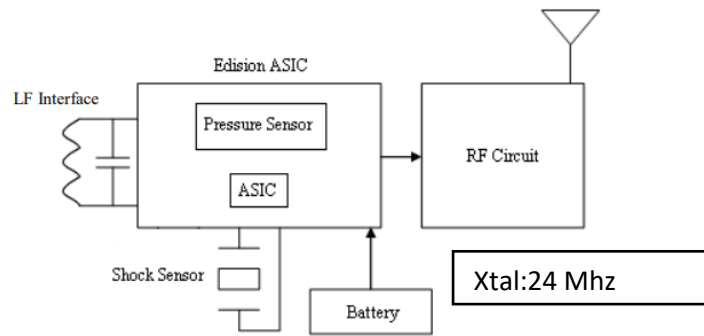 Edision ASIC
LF Interface
Pressure Sensor
RF Circuit
ASIC
Shock Sensor
Xtal:24 Mhz
Battery